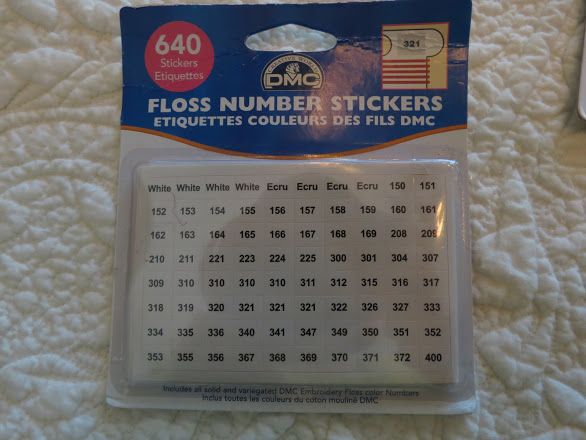 640
Stickers
Etiquettes
321
CREATIVE WORLD
DMC
FLOSS NUMBER STICKERS
ETIQUETTES COULEURS DES FILS DMC
White White White White Ecru Ecru Ecru Ecru 150 151
152 153 154 155 156 157 158 159 160 161
162 163 164 165 166 167 168 169 208 209
210 211 221 223 224 225 300 301 304 307
309 310 310 310 310 311 312 315 316 317
318 319 320 321 321 321 322 326 327 333
334 335 336 340 341 347 349 350 351 352
353 355 356 367 368 369 370 371 372 400
Includes all solid and variegated DMC Embroidery Floss color Numbers
Inclus toutes les couleurs du coton mouliné DMC